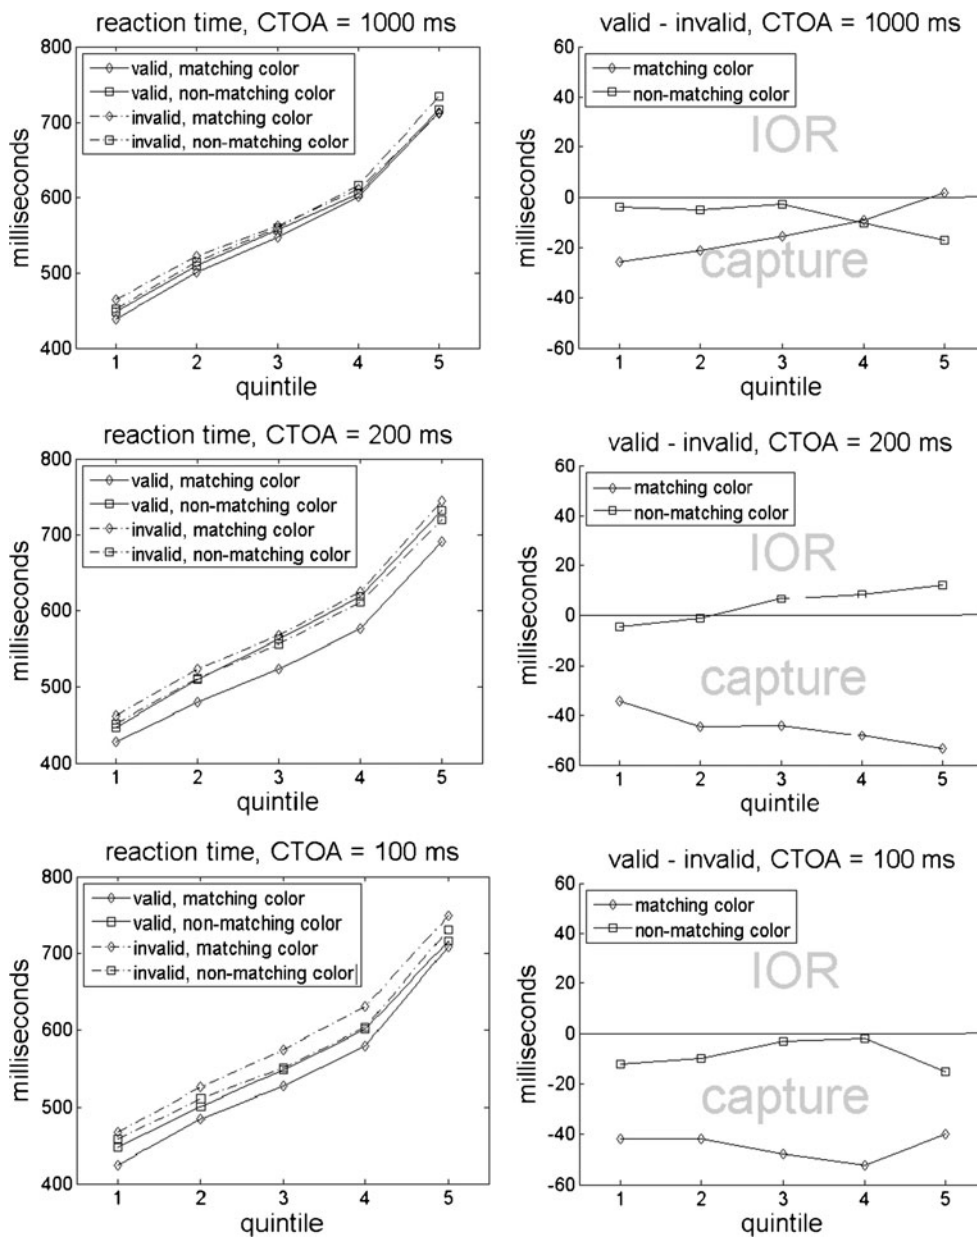 reaction time, CTOA = 1000 ms
800
700
600
500
400
milliseconds
valid, matching color
valid, non-matching color
invalid, matching color
invalid, non-matching color
1 2 3 4 5
quintile
valid - invalid, CTOA = 1000 ms
60
40
20
0
-20
-40
-60
milliseconds
matching color
non-matching color
IOR
capture
1 2 3 4 5
quintile
reaction time, CTOA = 200 ms
800
700
600
500
400
milliseconds
valid, matching color
valid, non-matching color
invalid, matching color
invalid, non-matching color
1 2 3 4 5
quintile
valid - invalid, CTOA = 200 ms
60
40
20
0
-20
-40
-60
milliseconds
matching color
non-matching color
IOR
capture
1 2 3 4 5
quintile
reaction time, CTOA = 100 ms
800
700
600
500
400
milliseconds
valid, matching color
valid, non-matching color
invalid, matching color
invalid, non-matching color
1 2 3 4 5
quintile
valid - invalid, CTOA = 100 ms
60
40
20
0
-20
-40
-60
milliseconds
matching color
non-matching color
IOR
capture
1 2 3 4 5
quintile